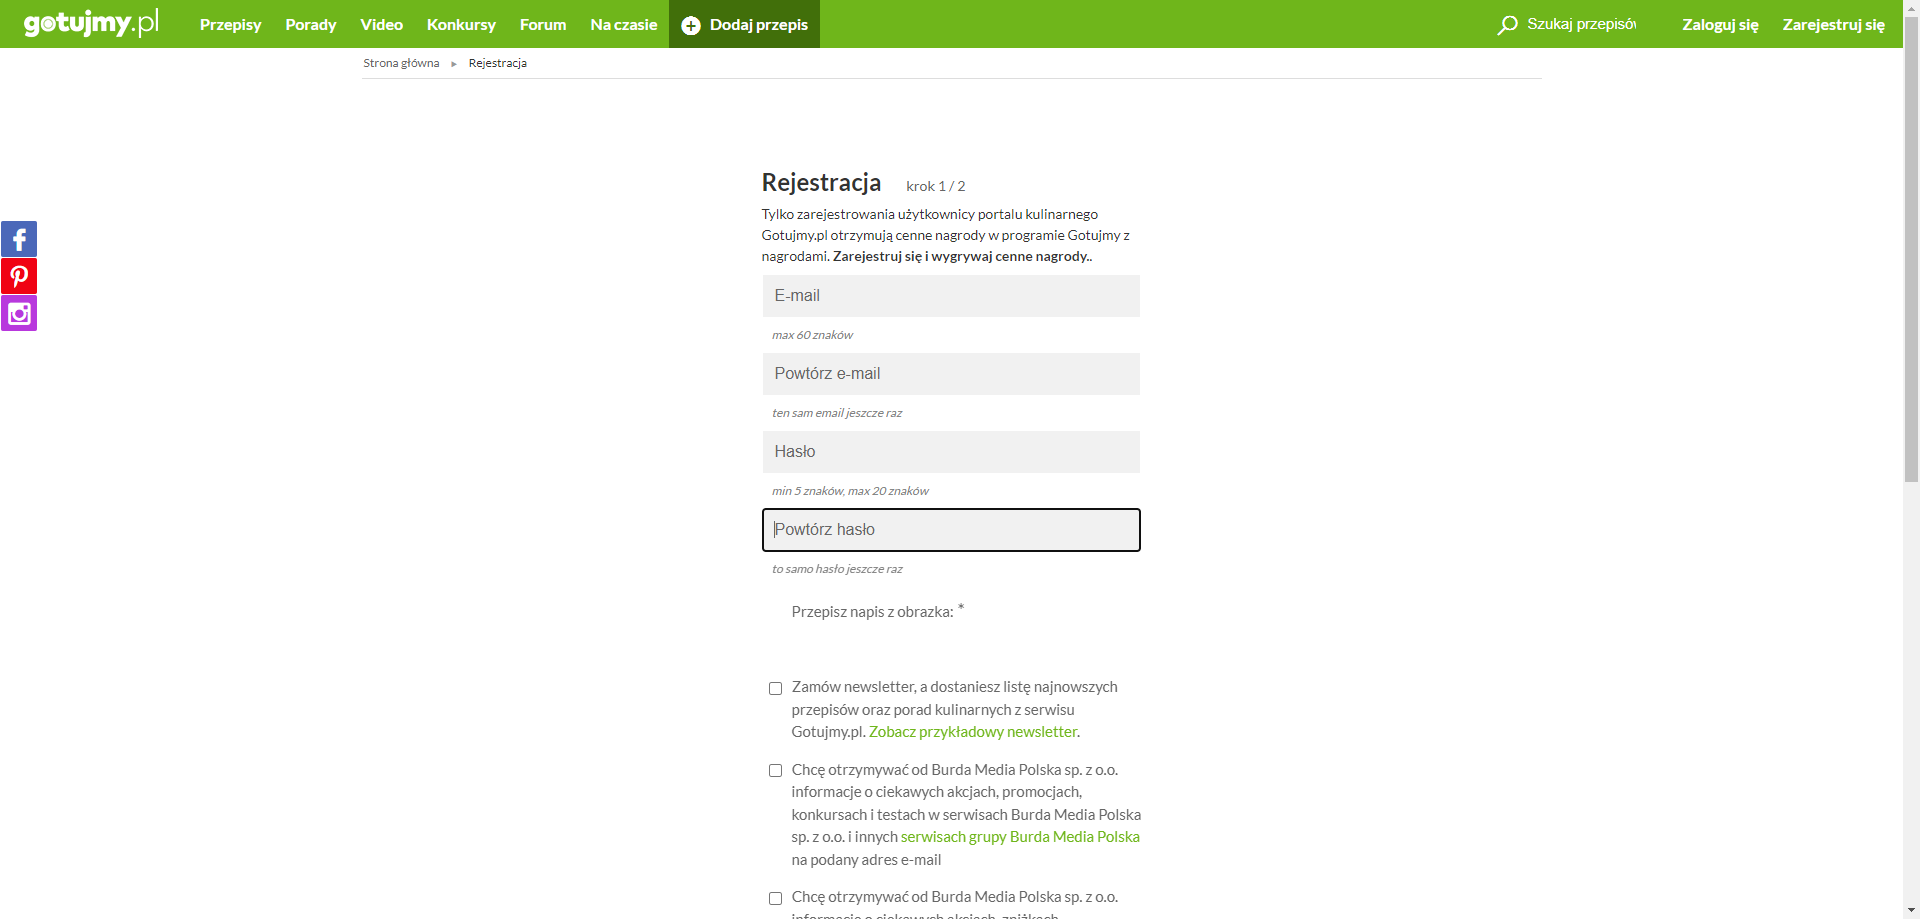 gotujmy.pl Przepisy Porady Video Konkursy Forum Na czasie Dodaj przepis Szukaj przepisów Zaloguj się Zarejestruj się
Strona główna ▸ Rejestracja
Rejestracja krok 1 / 2
Tylko zarejestrowania użytkownicy portalu kulinarnego
Gotujmy.pl otrzymują cenne nagrody w programie Gotujmy z
nagrodami. Zarejestruj się i wygrywaj cenne nagrody..
E-mail
max 60 znaków
Powtórz e-mail
ten sam email jeszcze raz
Hasło
min 5 znaków, max 20 znaków
Powtórz hasło
to samo hasło jeszcze raz
Przepisz napis z obrazka: *
Zamów newsletter, a dostaniesz listę najnowszych
przepisów oraz porad kulinarnych z serwisu
Gotujmy.pl. Zobacz przykładowy newsletter.
Chcę otrzymywać od Burda Media Polska sp. z o.o.
informacje o ciekawych akcjach, promocjach,
konkursach i testach w serwisach Burda Media Polska
sp. z o.o. i innych serwisach grupy Burda Media Polska
na podany adres e-mail
Chcę otrzymywać od Burda Media Polska sp. z o.o.
informacje o ciekawych akcjach, zniżkach,